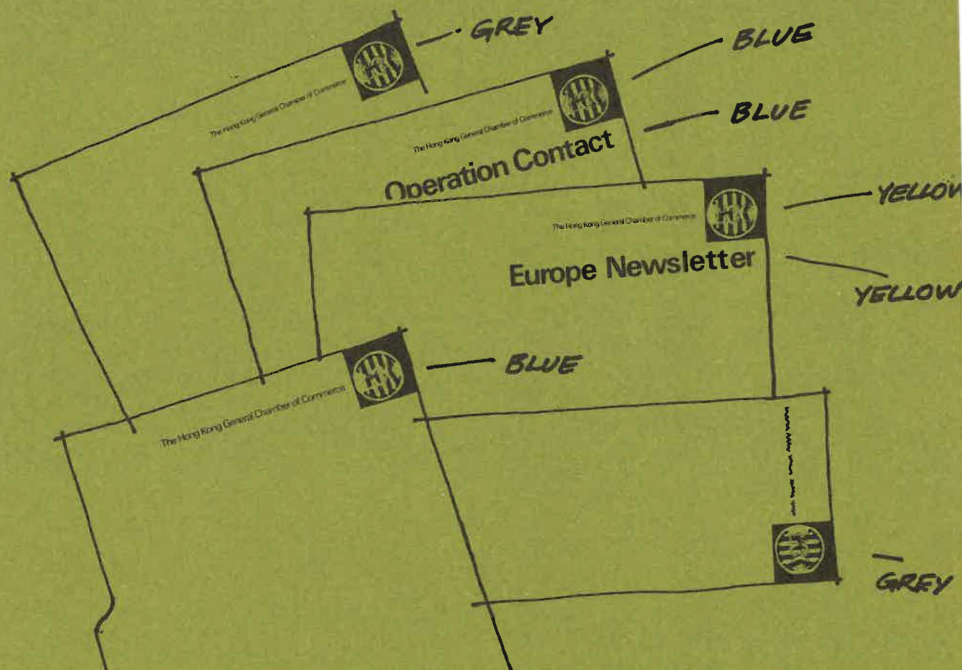 GREY
The Hong Kong General Chamber of Commerce
BLUE
The Hong Kong General Chamber of Commerce
BLUE
Operation Contact
YELLOW
The Hong Kong General Chamber of Commerce
Europe Newsletter
YELLOW
BLUE
The Hong Kong General Chamber of Commerce
GREY